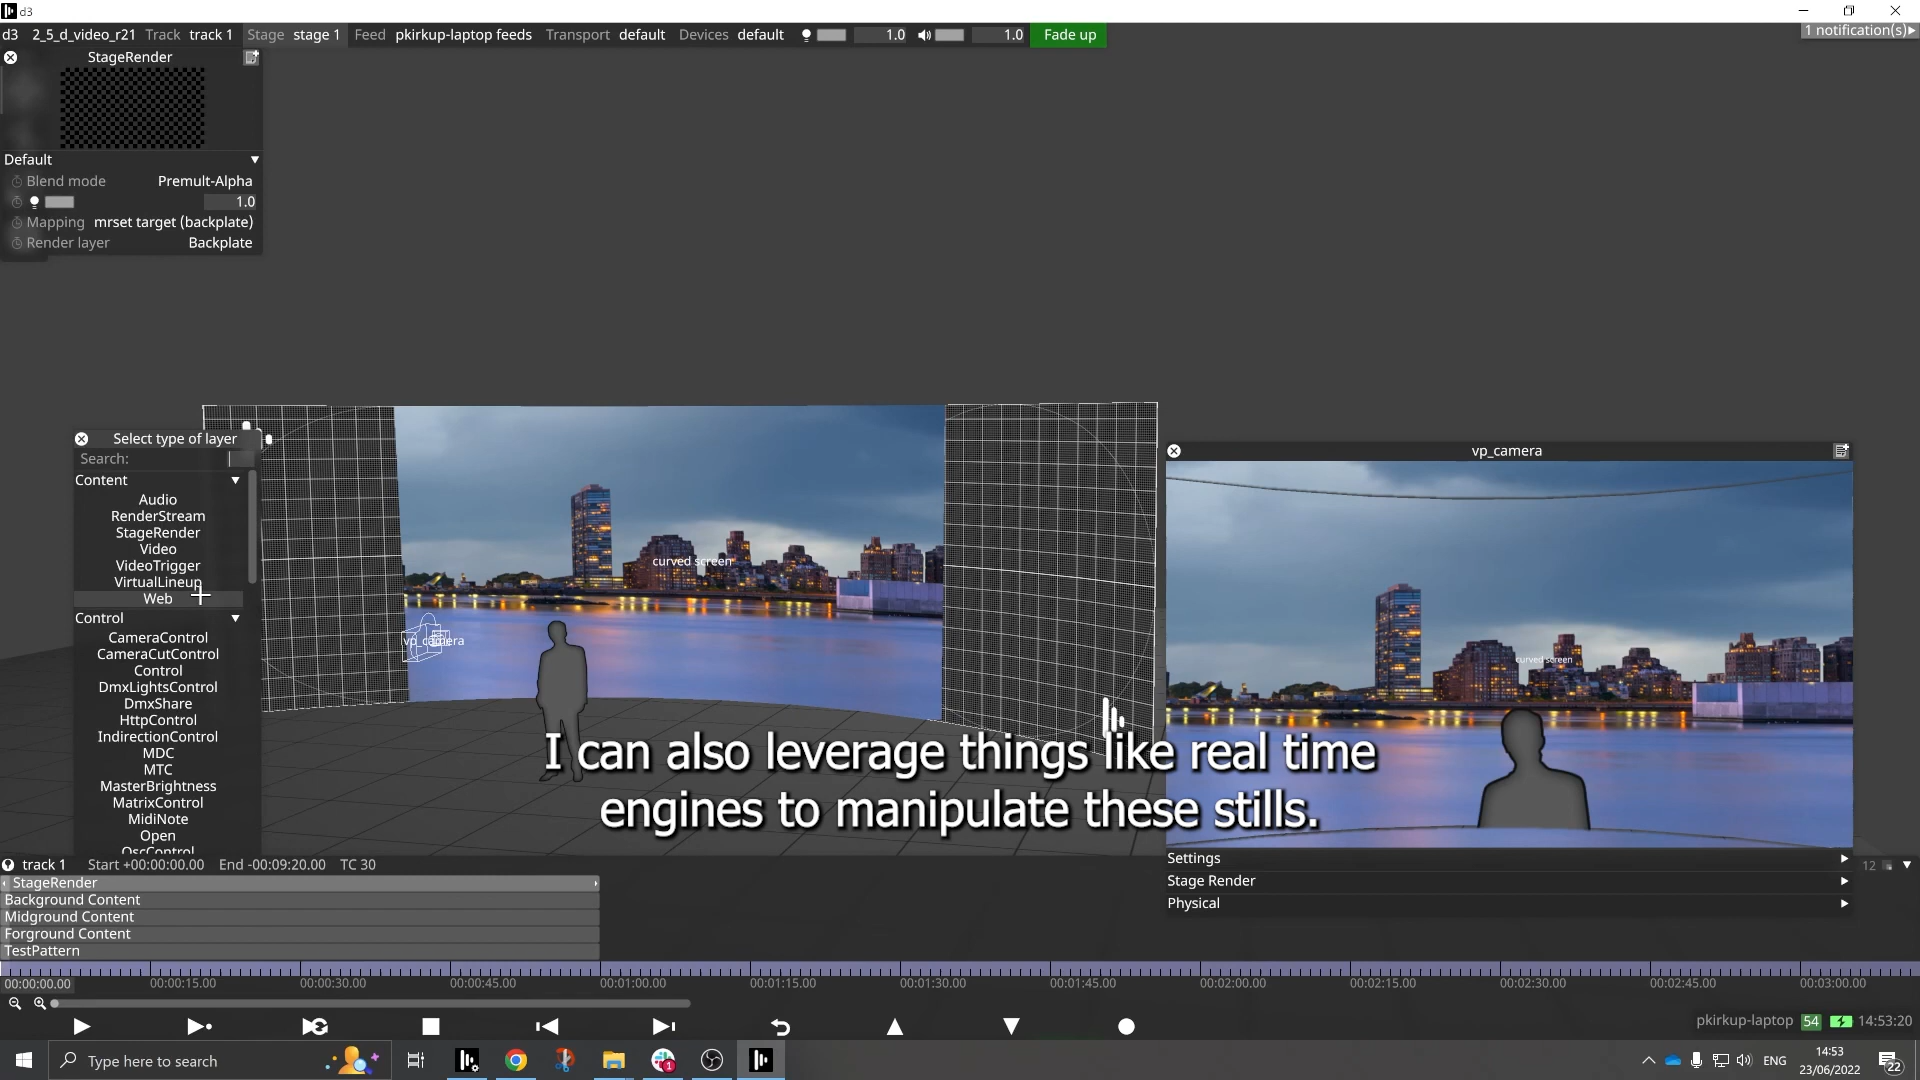 d3
d3 2_5_d_video_r21 Track track 1 Stage stage 1 Feed pkirkup-laptop feeds Transport default Devices default 1.0 1.0 Fade up
1 notification(s)
StageRender
Default
Blend mode Premult-Alpha
1.0
Mapping mrset target (backplate)
Render layer Backplate
Select type of layer
Search:
Content
Audio
RenderStream
StageRender
Video
VideoTrigger
VirtualLineup
Web
Control
CameraControl
CameraCutControl
Control
DmxLightsControl
DmxShare
HttpControl
IndirectionControl
MDC
MTC
MasterBrightness
MatrixControl
MidiNote
Open
OscControl
curved screen
vp_camera
vp_camera
curved screen
Settings
Stage Render
Physical
I can also leverage things like real time
engines to manipulate these stills.
track 1 Start +00:00:00.00 End -00:09:20.00 TC 30
12
StageRender
Background Content
Midground Content
Forground Content
TestPattern
00:00:00.00 00:00:15.00 00:00:30.00 00:00:45.00 00:01:00.00 00:01:15.00 00:01:30.00 00:01:45.00 00:02:00.00 00:02:15.00 00:02:30.00 00:02:45.00 00:03:00.00
pkirkup-laptop 54 14:53:20
Type here to search
1
ENG
14:53
23/06/2022
22